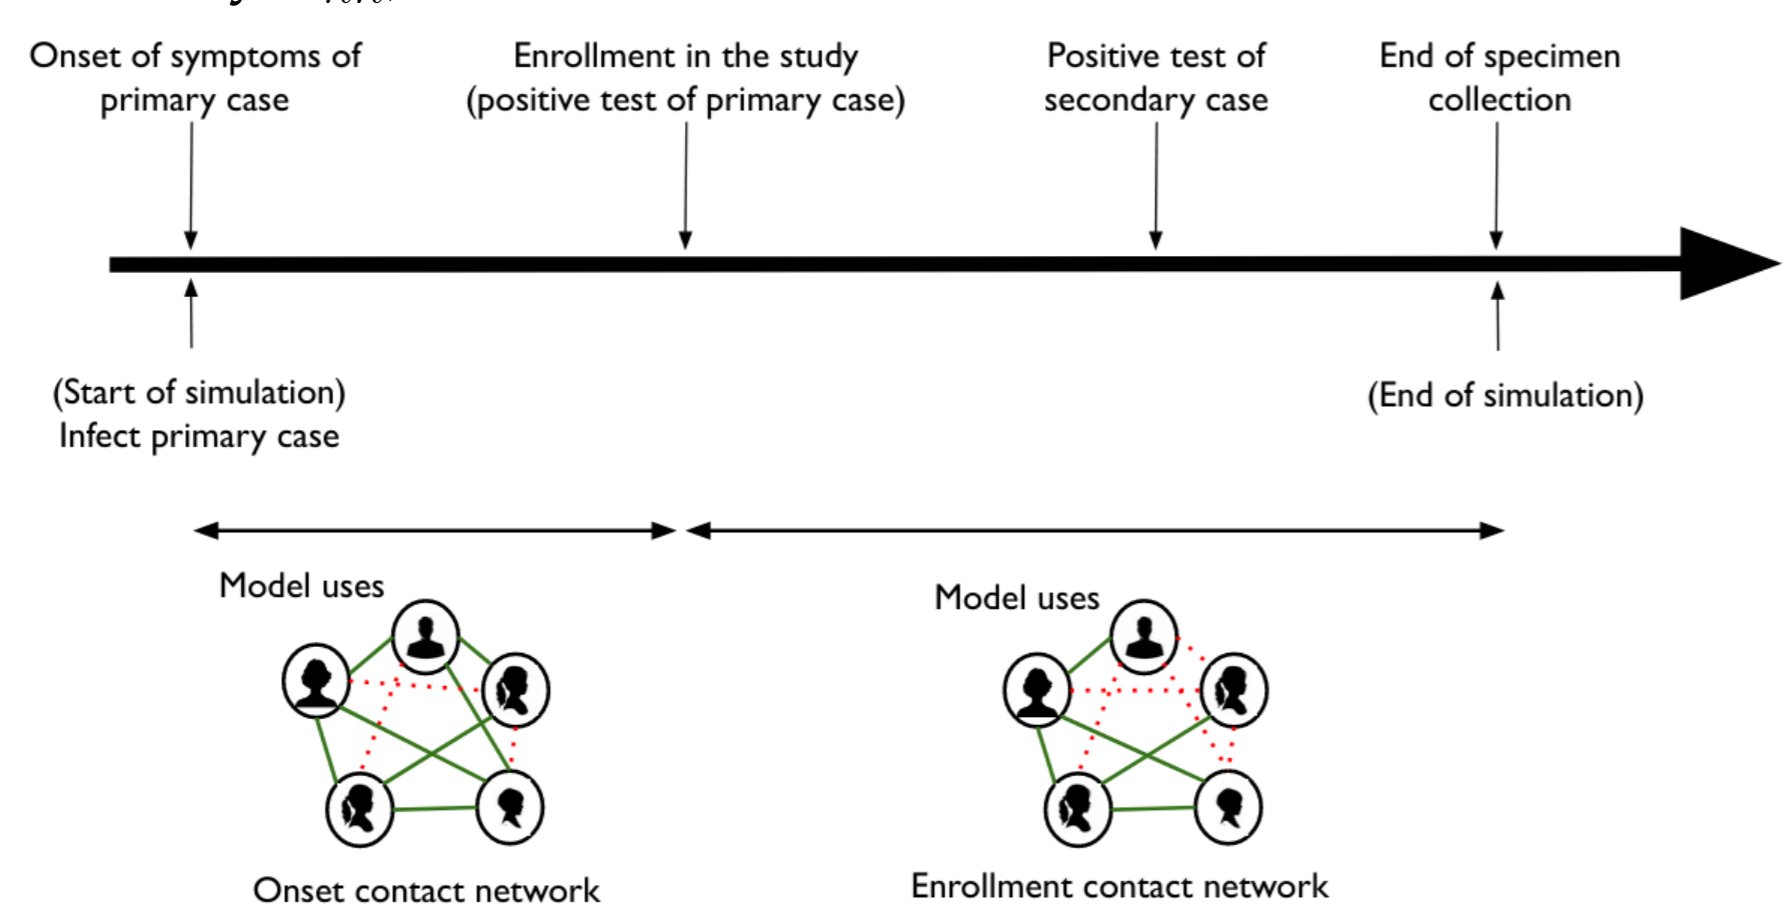 Onset of symptoms of
primary case
Enrollment in the study
(positive test of primary case)
Positive test of
secondary case
End of specimen
collection
(Start of simulation)
Infect primary case
(End of simulation)
Model uses
Onset contact network
Model uses
Enrollment contact network